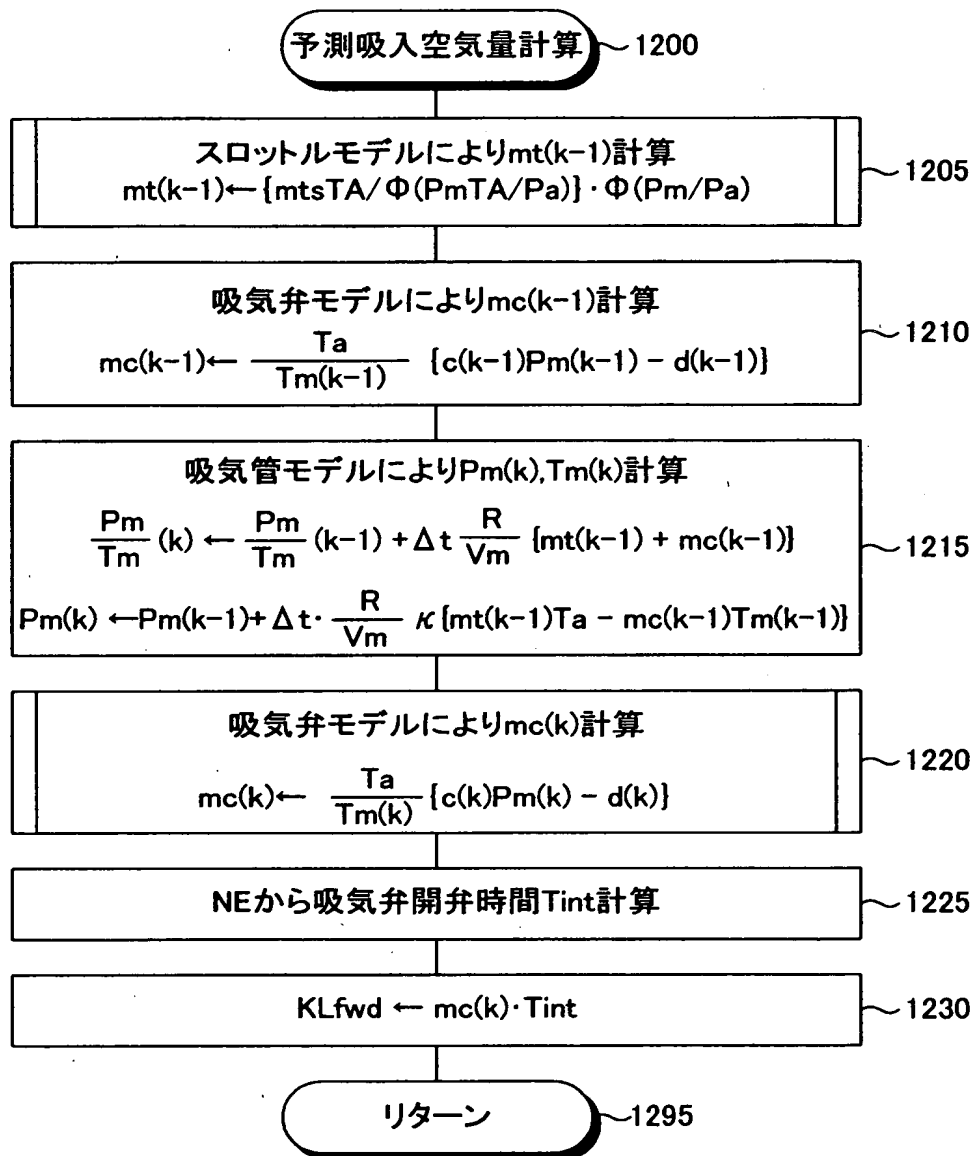 予測吸入空気量計算 1200
スロットルモデルによりmt(k-1)計算
mt(k-1)←{mtsTA/Φ(PmTA/Pa)}·Φ(Pm/Pa)
1205
吸気弁モデルによりmc(k-1)計算
mc(k-1)← Ta/Tm(k-1) {c(k-1)Pm(k-1) - d(k-1)}
1210
吸気管モデルによりPm(k),Tm(k)計算
Pm/Tm (k) ← Pm/Tm (k-1) + Δt R/Vm {mt(k-1) + mc(k-1)}
Pm(k) ←Pm(k-1)+ Δt· R/Vm κ{mt(k-1)Ta - mc(k-1)Tm(k-1)}
1215
吸気弁モデルによりmc(k)計算
mc(k)← Ta/Tm(k) {c(k)Pm(k) - d(k)}
1220
NEから吸気弁開弁時間Tint計算 1225
KLfwd ← mc(k)·Tint 1230
リターン 1295